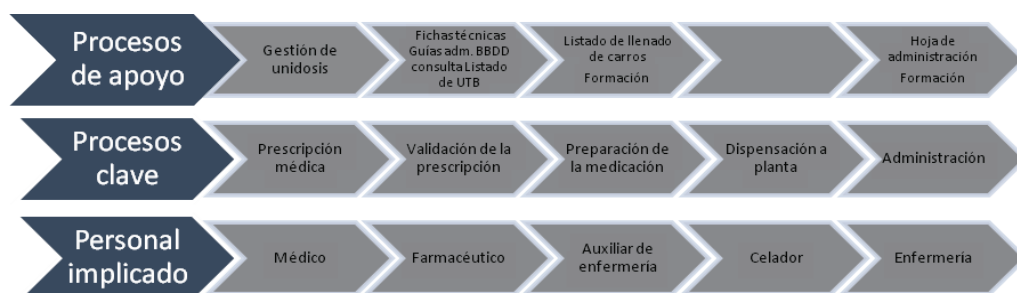 Procesos
de apoyo
Gestión de
unidosis
Fichas técnicas
Guías adm. BBDD
consulta Listado
de UTB
Listado de llenado
de carros
Formación
Hoja de
administración
Formación
Procesos
clave
Prescripción
médica
Validación de la
prescripción
Preparación de
la medicación
Dispensación a
planta
Administración
Personal
implicado
Médico
Farmacéutico
Auxiliar de
enfermería
Celador
Enfermería